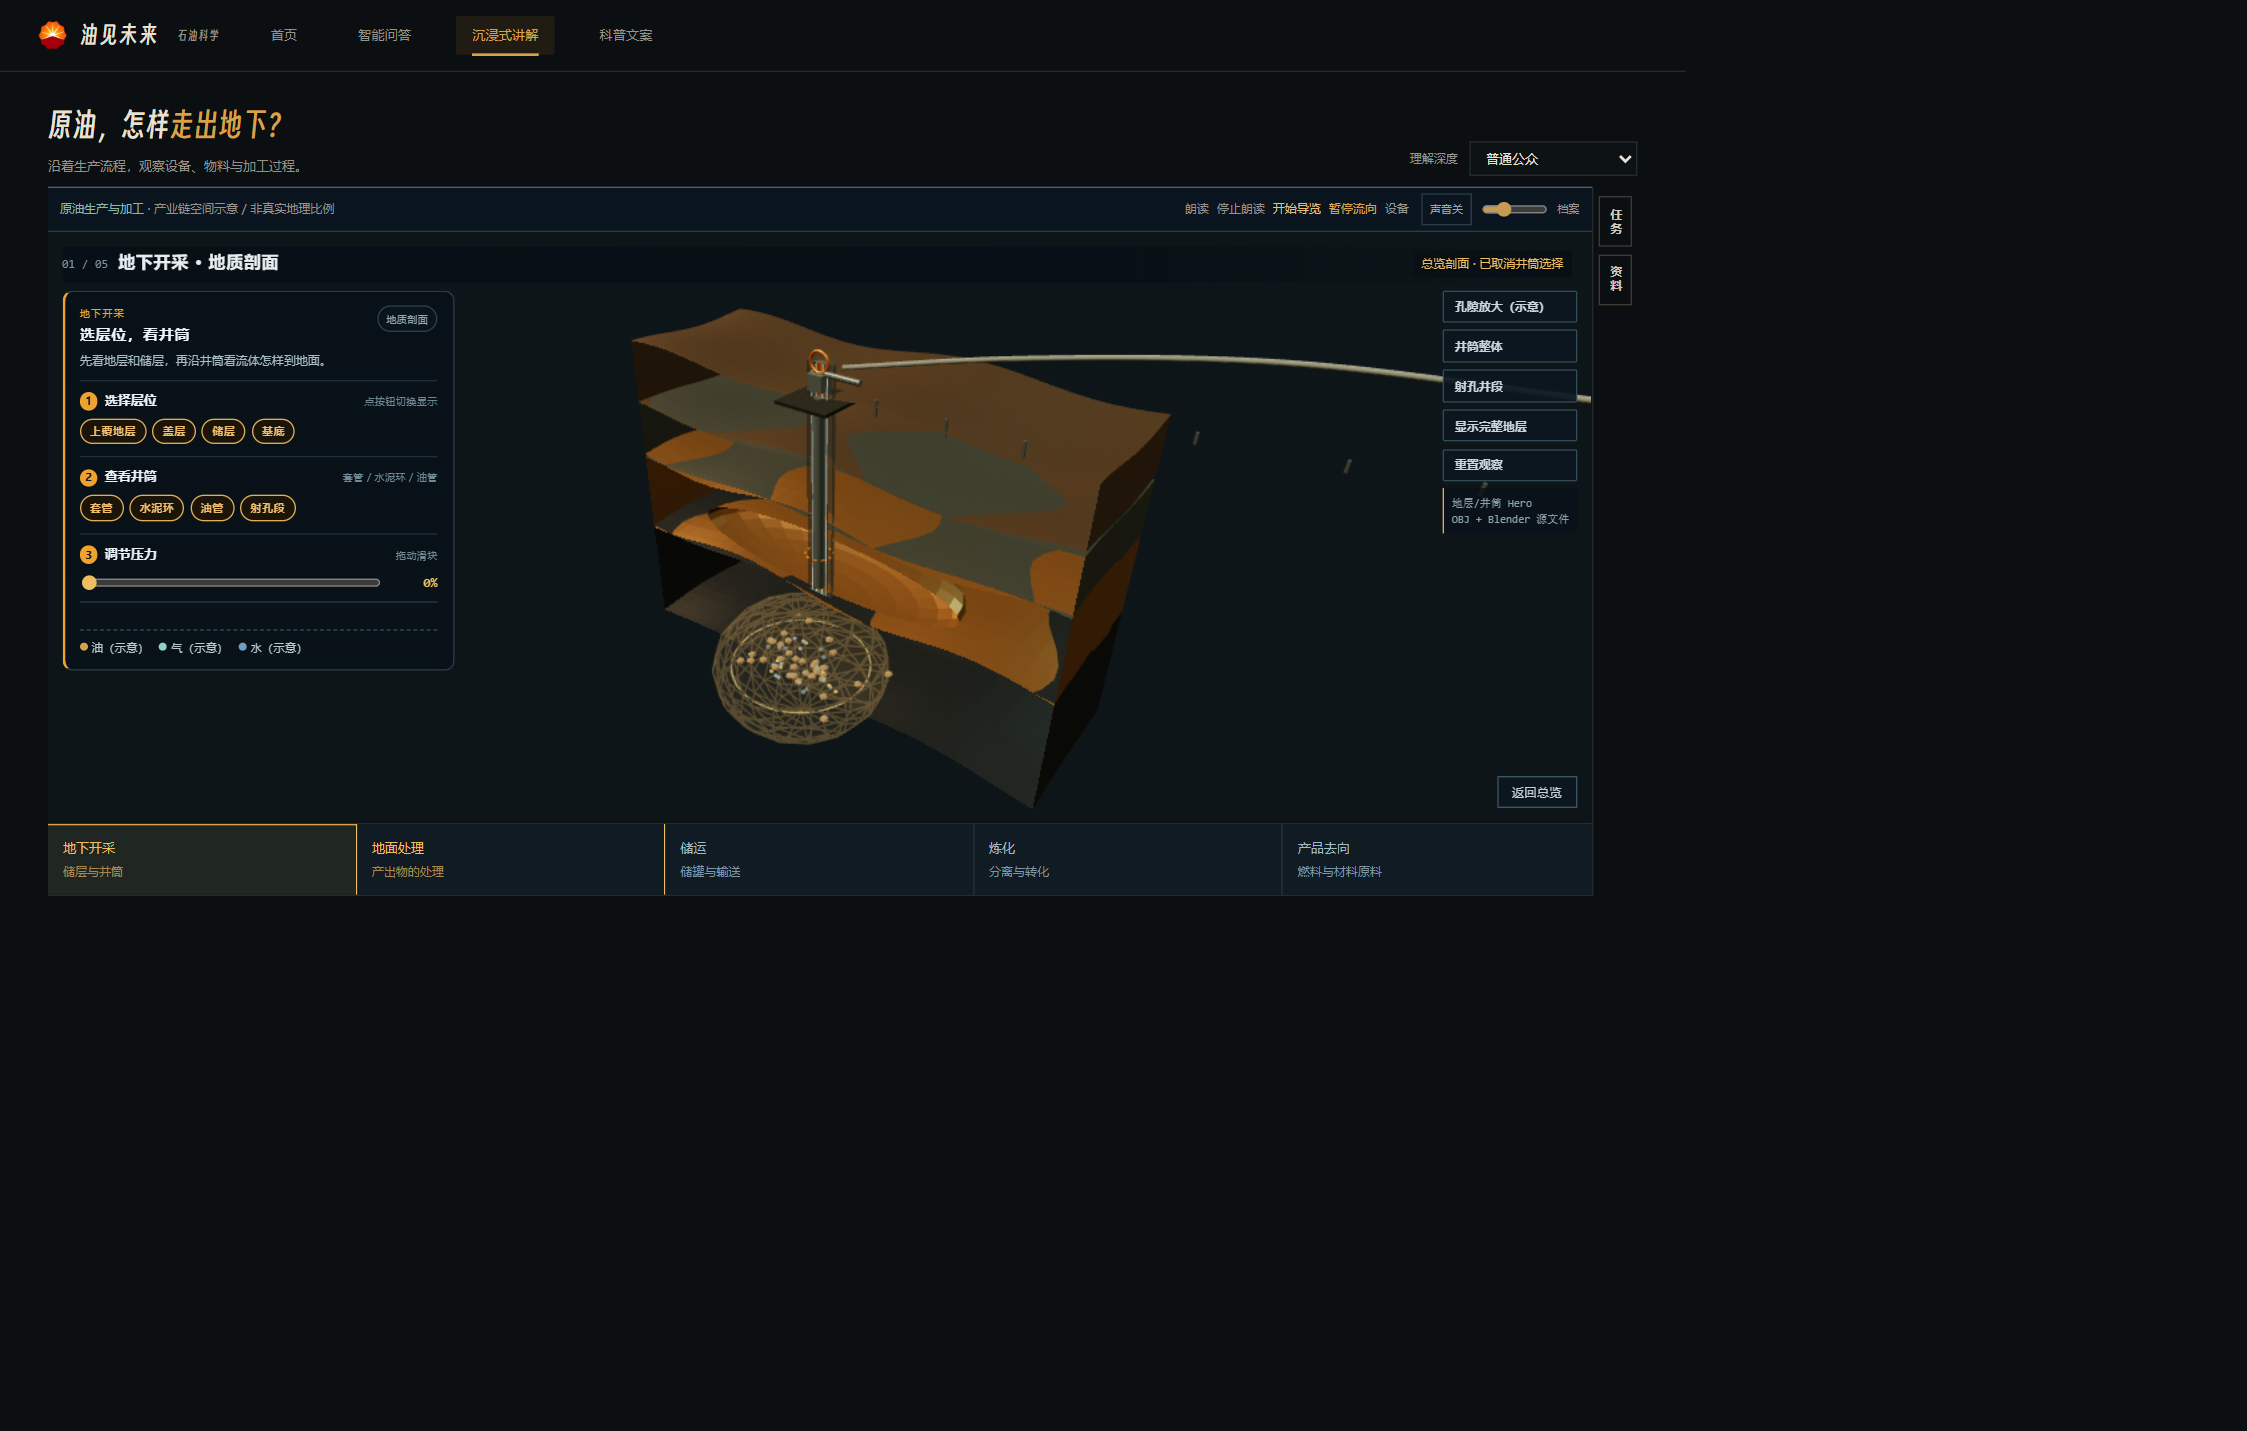 油见未来 石油科学 首页 智能问答 沉浸式讲解 科普文案
原油，怎样走出地下？
沿着生产流程，观察设备、物料与加工过程。
理解深度 普通公众
原油生产与加工 · 产业链空间示意 / 非真实地理比例
朗读 停止朗读 开始导览 暂停流向 设备 声音关 档案
任务
资料
01 / 05 地下开采 · 地质剖面
总览剖面 · 已取消井筒选择
地下开采
地质剖面
选层位，看井筒
先看地层和储层，再沿井筒看流体怎样到地面。
1 选择层位 点按钮切换显示
上覆地层 盖层 储层 基底
2 查看井筒 套管 / 水泥环 / 油管
套管 水泥环 油管 射孔段
3 调节压力 拖动滑块
0%
油（示意） 气（示意） 水（示意）
孔隙放大（示意）
井筒整体
射孔井段
显示完整地层
重置观察
地层/井筒 Hero
OBJ + Blender 源文件
返回总览
地下开采
储层与井筒
地面处理
产出物的处理
储运
储罐与输送
炼化
分离与转化
产品去向
燃料与材料原料